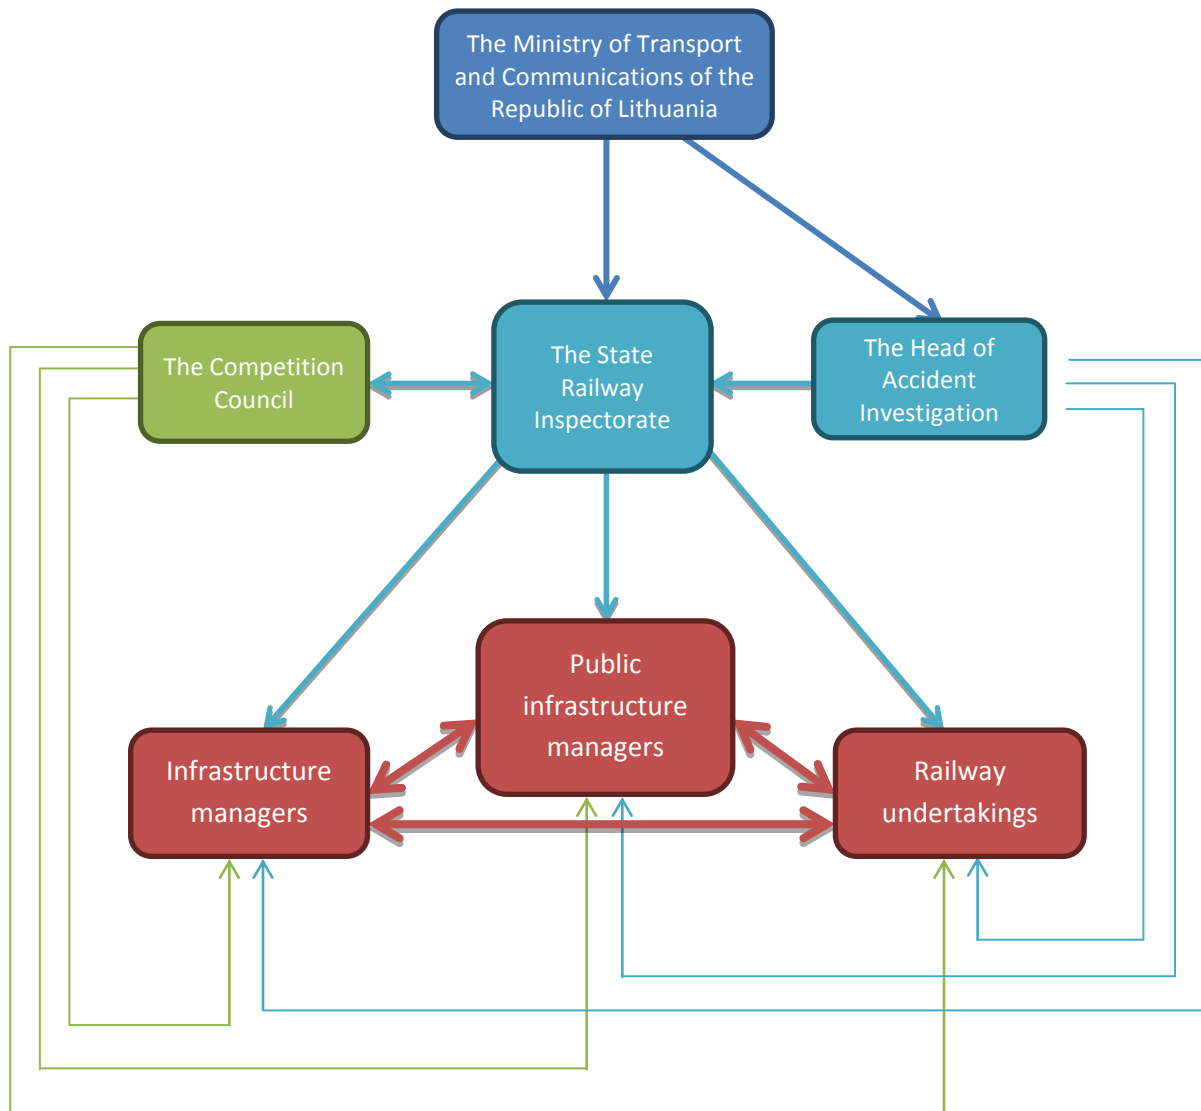 The Ministry of Transport
and Communications of the
Republic of Lithuania
The Competition
Council
The State
Railway
Inspectorate
The Head of
Accident
Investigation
Public
infrastructure
managers
Infrastructure
managers
Railway
undertakings